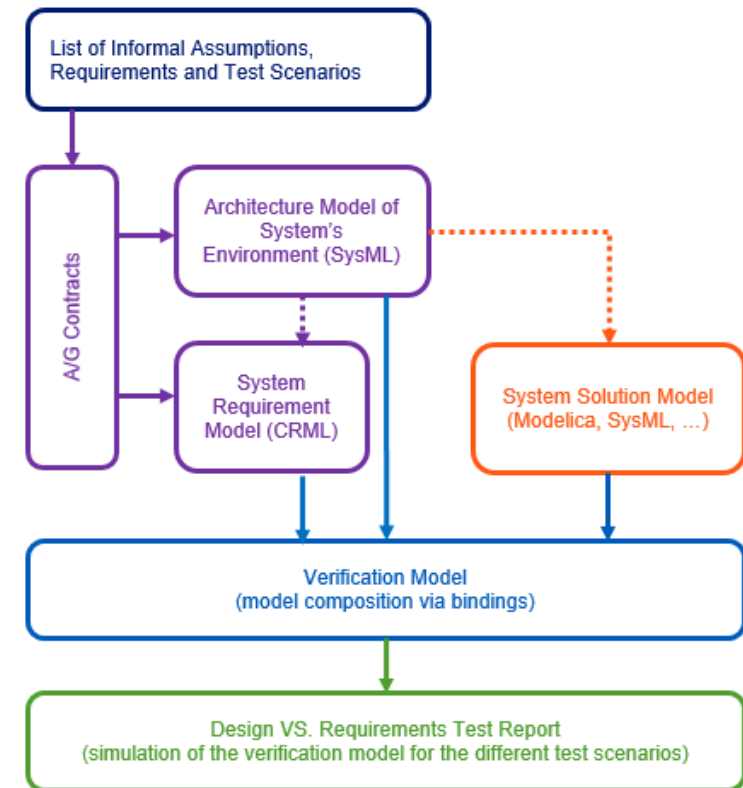 List of Informal Assumptions,
Requirements and Test Scenarios
A/G Contracts
Architecture Model of
System's
Environment (SysML)
System
Requirement
Model (CRML)
System Solution Model
(Modelica, SysML, ...)
Verification Model
(model composition via bindings)
Design VS. Requirements Test Report
(simulation of the verification model for the different test scenarios)